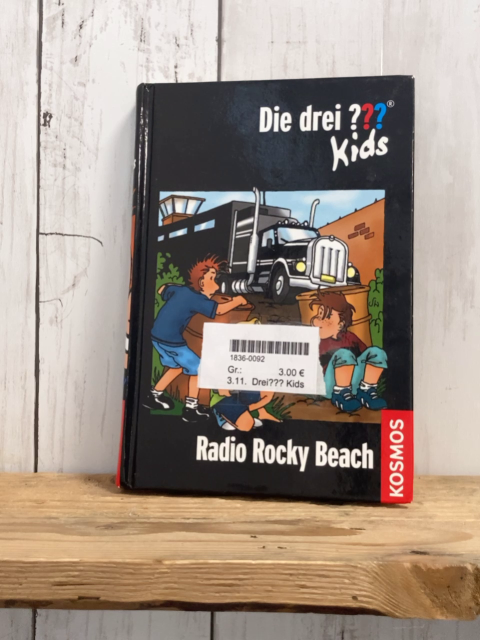 Die drei ???®
Kids
1836-0092
Gr.: 3.00 €
3.11. Drei??? Kids
Radio Rocky Beach
KOSMOS